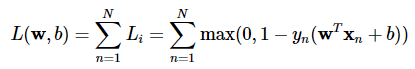 L(𝐰, b) = ∑_{n=1}^{N} L_i = ∑_{n=1}^{N} max(0, 1 − y_n(𝐰^T 𝐱_n + b))